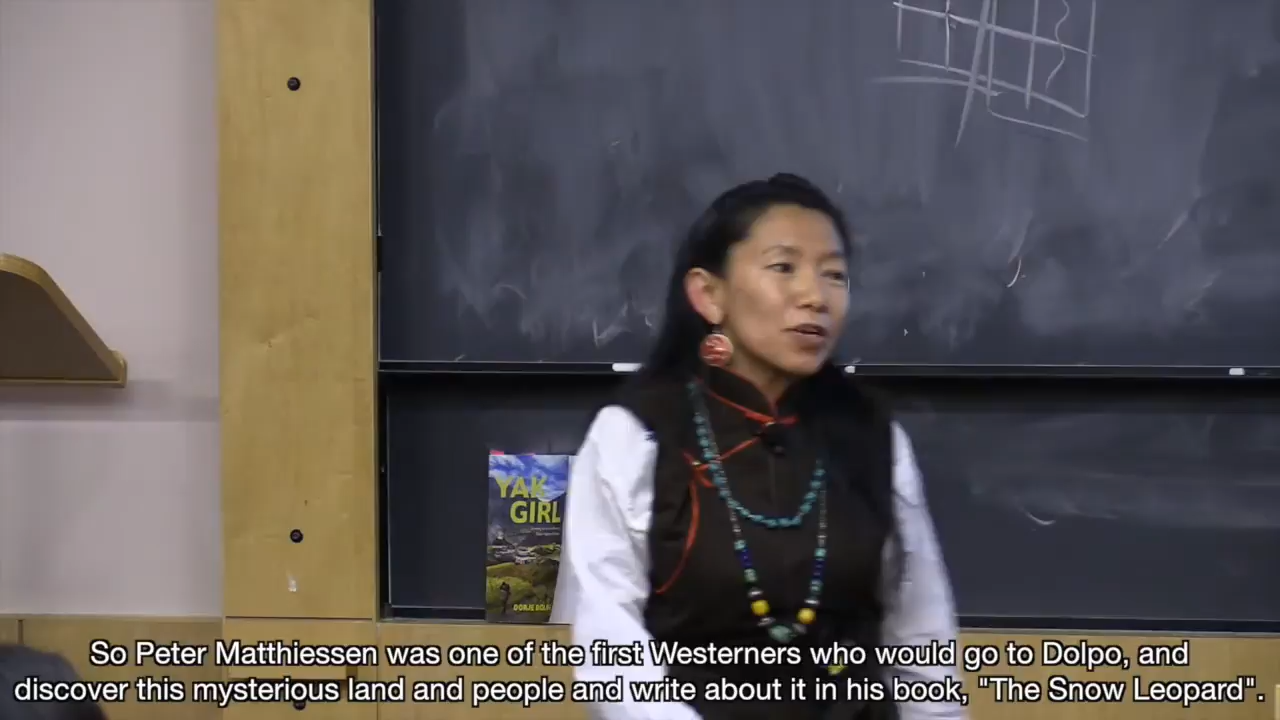 YAK
GIRL
So Peter Matthiessen was one of the first Westerners who would go to Dolpo, and
discover this mysterious land and people and write about it in his book, "The Snow Leopard".